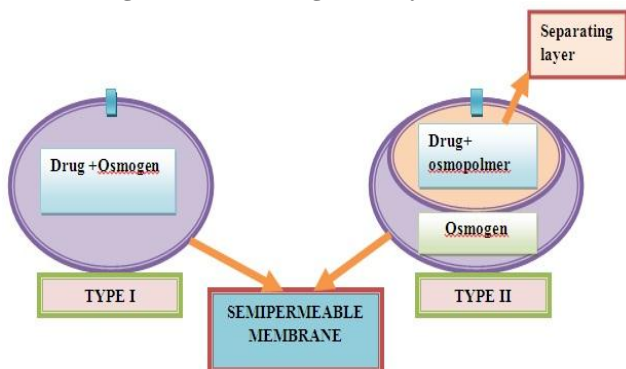 Separating
layer
Drug +Osmogen
Drug+
osmopolmer
Osmogen
TYPE I
TYPE II
SEMIPERMEABLE
MEMBRANE